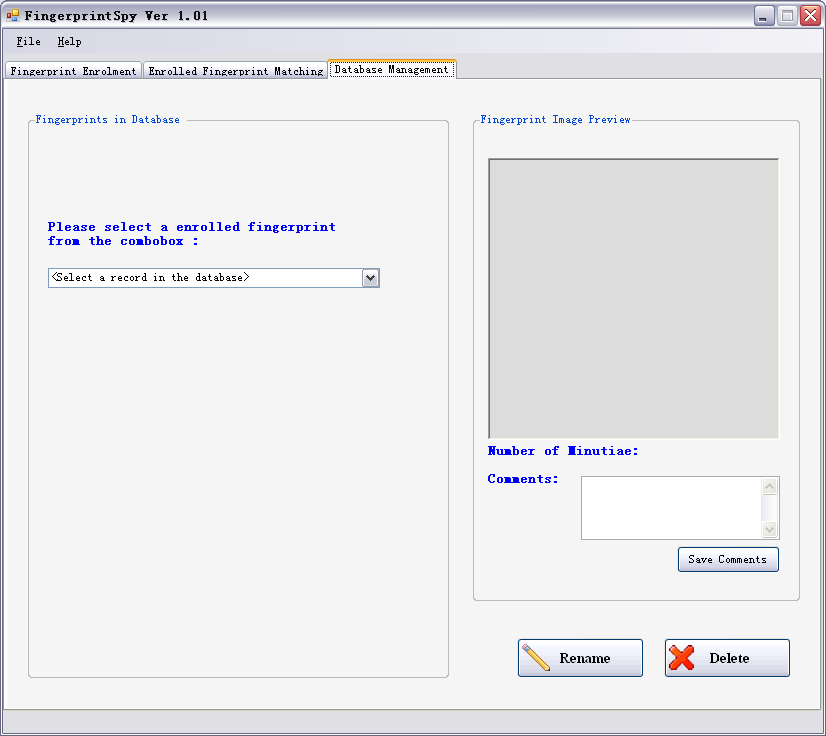 FingerprintSpy Ver 1.01
File Help
Fingerprint Enrolment Enrolled Fingerprint Matching Database Management
Fingerprints in Database
Please select a enrolled fingerprint
from the combobox :
<Select a record in the database>
Fingerprint Image Preview
Number of Minutiae:
Comments:
Save Comments
Rename
Delete